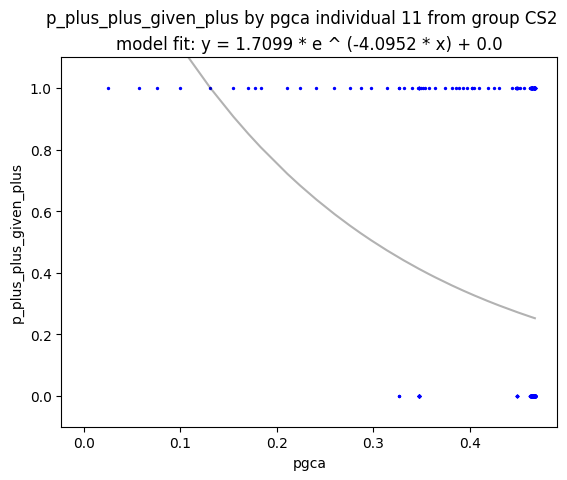 p_plus_plus_given_plus by pgca individual 11 from group CS2
model fit: y = 1.7099 * e ^ (-4.0952 * x) + 0.0
1.0
0.8
0.6
0.4
0.2
0.0
p_plus_plus_given_plus
0.0 0.1 0.2 0.3 0.4
pgca